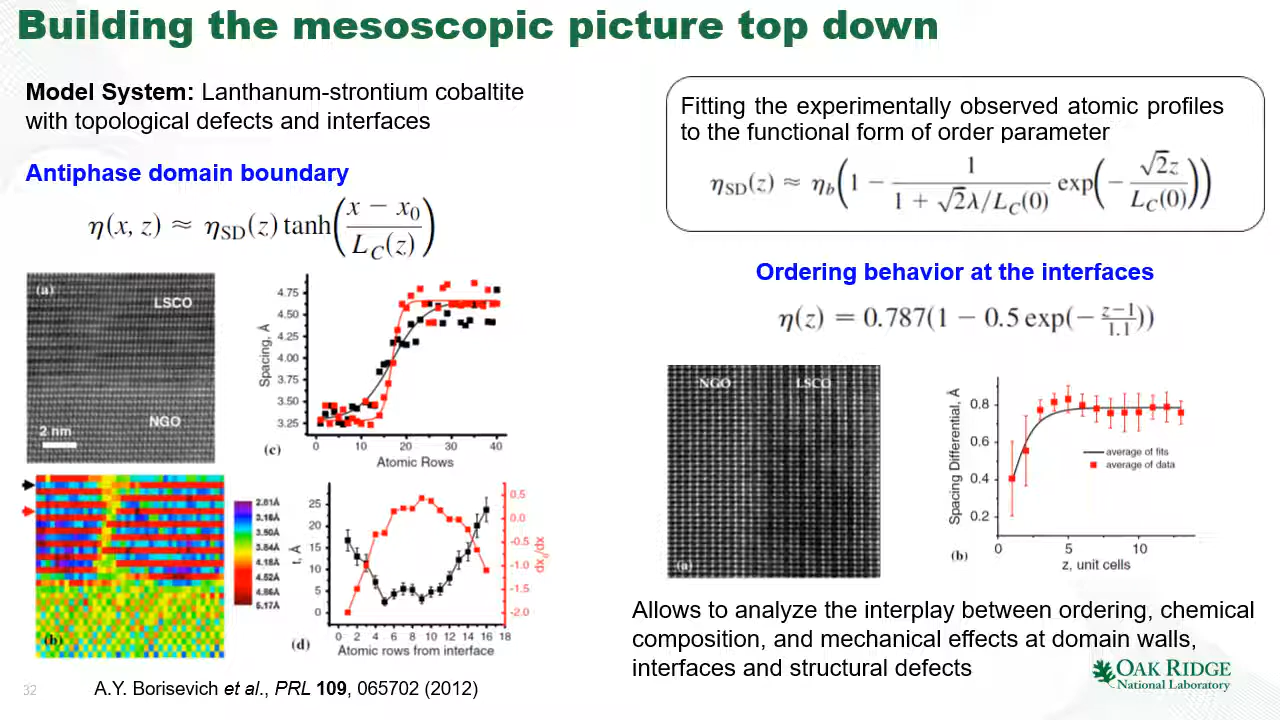 Building the mesoscopic picture top down
Model System: Lanthanum-strontium cobaltite
with topological defects and interfaces
Antiphase domain boundary
η(x, z) ≈ ηSD(z) tanh((x − x0)/LC(z))
(a)
LSCO
NGO
2 nm
4.75
4.50
4.25
4.00
3.75
3.50
3.25
Spacing, Å
0 10 20 30 40
(c)
Atomic Rows
2.81Å
3.16Å
3.50Å
3.84Å
4.18Å
4.52Å
4.86Å
5.17Å
(b)
25
20
15
10
5
0
t, Å
0.5
0.0
-0.5
-1.0
-1.5
-2.0
dx0/dx
0 2 4 6 8 10 12 14 16 18
(d)
Atomic rows from interface
Fitting the experimentally observed atomic profiles
to the functional form of order parameter
ηSD(z) ≈ ηb(1 − 1/(1 + √2λ/LC(0)) exp(−√2z/LC(0)))
Ordering behavior at the interfaces
η(z) = 0.787(1 − 0.5 exp(−(z−1)/1.1))
NGO LSCO
(a)
0.8
0.6
0.4
0.2
Spacing Differential, Å
average of fits
average of data
0 5 10
(b)
z, unit cells
Allows to analyze the interplay between ordering, chemical
composition, and mechanical effects at domain walls,
interfaces and structural defects
32
A.Y. Borisevich et al., PRL 109, 065702 (2012)
OAK RIDGE
National Laboratory